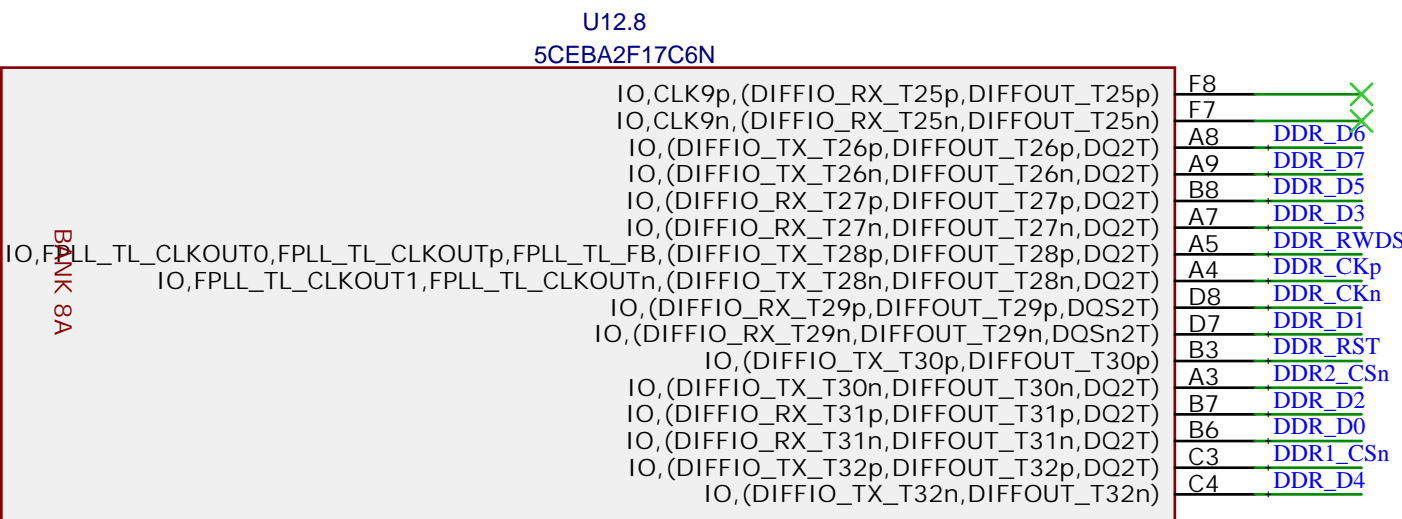 U12.8
5CEBA2F17C6N
IO,CLK9p,(DIFFIO_RX_T25p,DIFFOUT_T25p) F8
IO,CLK9n,(DIFFIO_RX_T25n,DIFFOUT_T25n) F7
IO,(DIFFIO_TX_T26p,DIFFOUT_T26p,DQ2T) A8 DDR_D6
IO,(DIFFIO_TX_T26n,DIFFOUT_T26n,DQ2T) A9 DDR_D7
IO,(DIFFIO_RX_T27p,DIFFOUT_T27p,DQ2T) B8 DDR_D5
IO,(DIFFIO_RX_T27n,DIFFOUT_T27n,DQ2T) A7 DDR_D3
IO,FPLL_TL_CLKOUT0,FPLL_TL_CLKOUTp,FPLL_TL_FB,(DIFFIO_TX_T28p,DIFFOUT_T28p,DQ2T) A5 DDR_RWDS
IO,FPLL_TL_CLKOUT1,FPLL_TL_CLKOUTn,(DIFFIO_TX_T28n,DIFFOUT_T28n,DQ2T) A4 DDR_CKp
IO,(DIFFIO_RX_T29p,DIFFOUT_T29p,DQS2T) D8 DDR_CKn
IO,(DIFFIO_RX_T29n,DIFFOUT_T29n,DQSn2T) D7 DDR_D1
IO,(DIFFIO_TX_T30p,DIFFOUT_T30p) B3 DDR_RST
IO,(DIFFIO_TX_T30n,DIFFOUT_T30n,DQ2T) A3 DDR2_CSn
IO,(DIFFIO_RX_T31p,DIFFOUT_T31p,DQ2T) B7 DDR_D2
IO,(DIFFIO_RX_T31n,DIFFOUT_T31n,DQ2T) B6 DDR_D0
IO,(DIFFIO_TX_T32p,DIFFOUT_T32p,DQ2T) C3 DDR1_CSn
IO,(DIFFIO_TX_T32n,DIFFOUT_T32n) C4 DDR_D4
BANK 8A